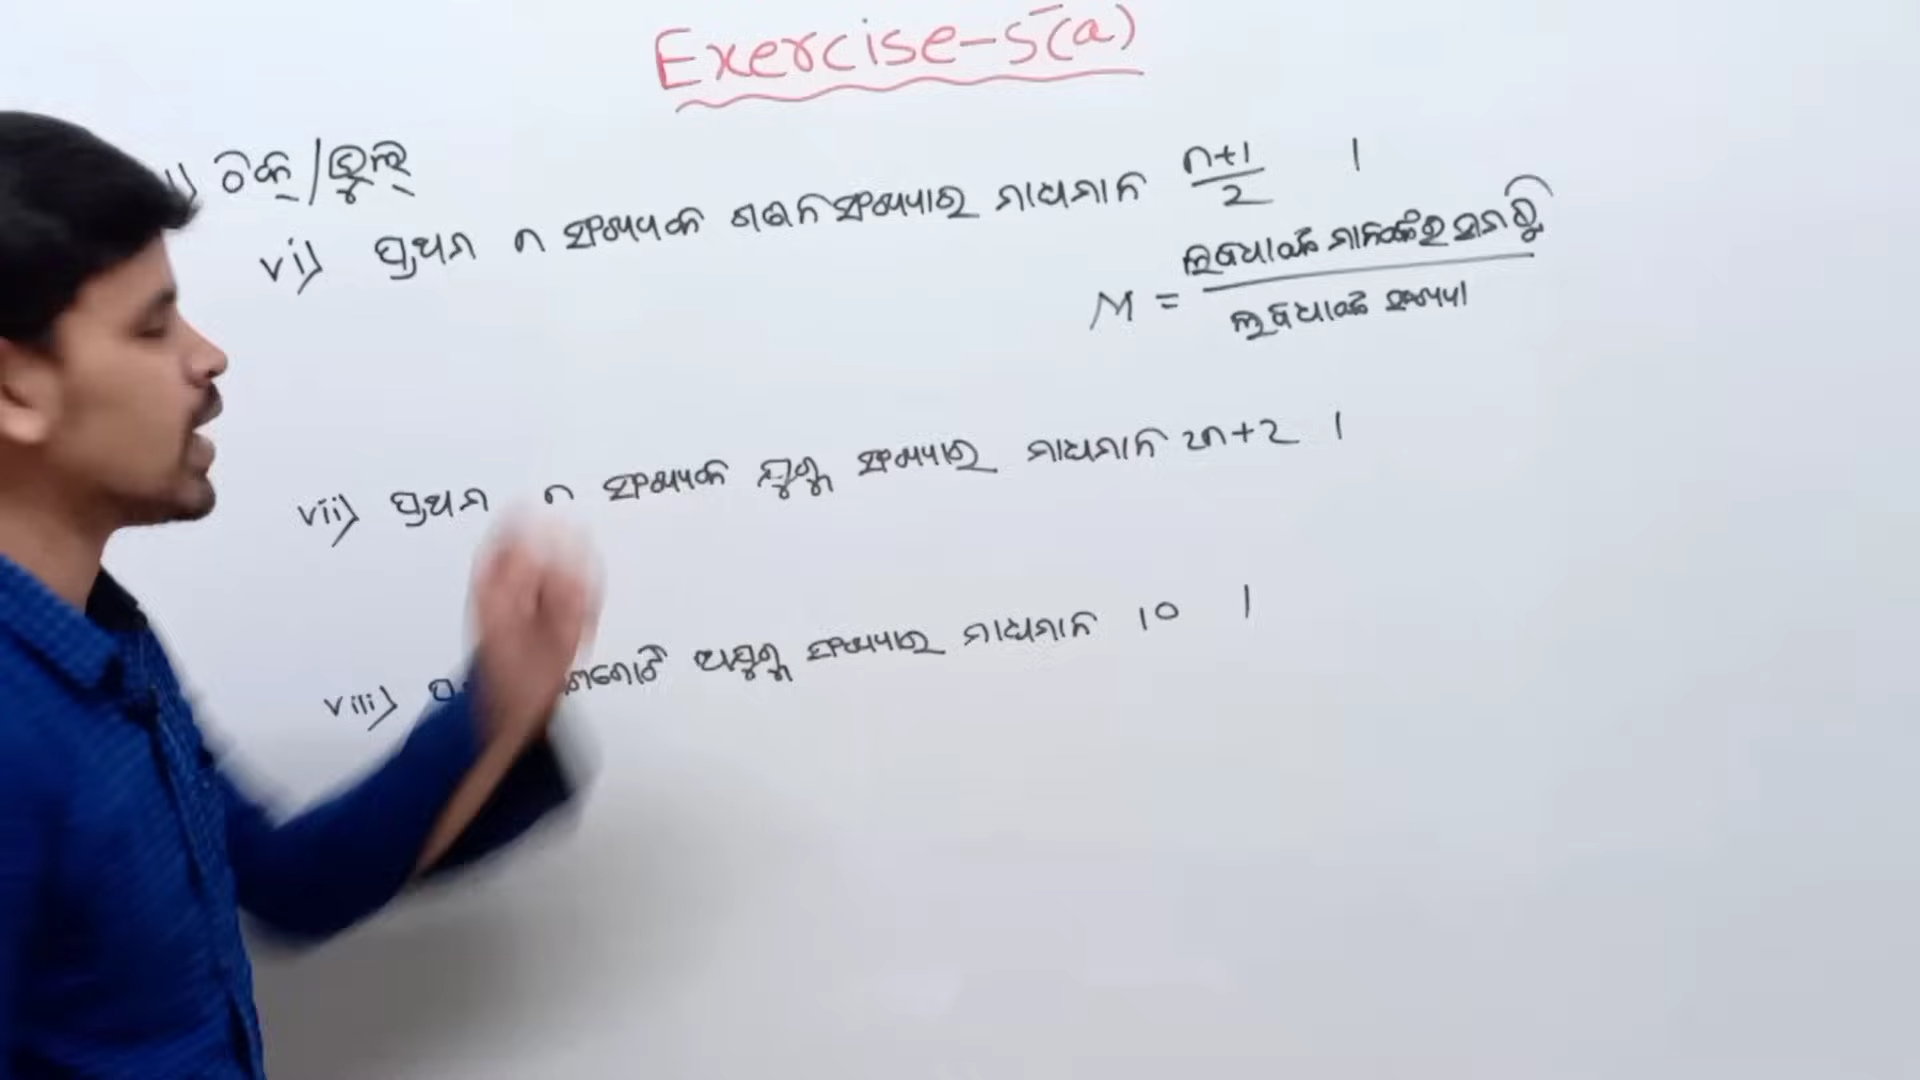 Exercise-5(a)
1) ଠିକ୍ / ଭୁଲ୍
vi) ପ୍ରଥମ n ସଂଖ୍ୟକ ଗଣନ ସଂଖ୍ୟାର ମାଧ୍ୟମାନ n+1/2 ।
M = ଲବ୍ଧାଙ୍କ ମାନଙ୍କର ସମଷ୍ଟି / ଲବ୍ଧାଙ୍କ ସଂଖ୍ୟା
vii) ପ୍ରଥମ n ସଂଖ୍ୟକ ଯୁଗ୍ମ ସଂଖ୍ୟାର ମାଧ୍ୟମାନ 2n+2 ।
viii) ଅଯୁଗ୍ମ ସଂଖ୍ୟାର ମାଧ୍ୟମାନ 10 ।